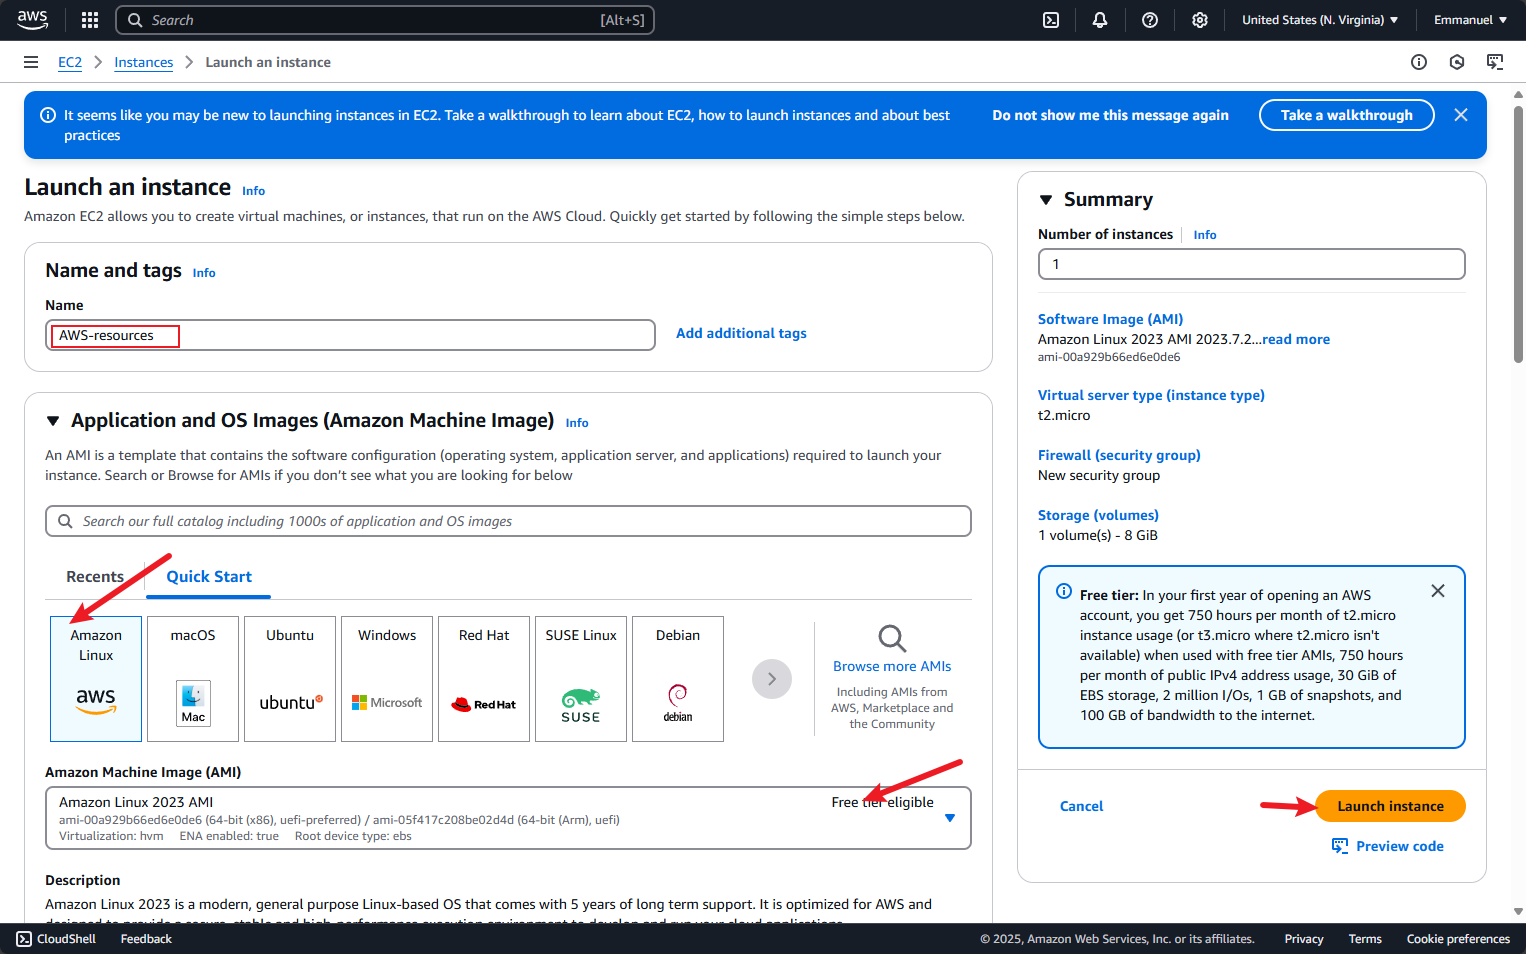 aws
Search
[Alt+S]
United States (N. Virginia)
Emmanuel
EC2
Instances
Launch an instance
It seems like you may be new to launching instances in EC2. Take a walkthrough to learn about EC2, how to launch instances and about best
practices
Do not show me this message again
Take a walkthrough
Launch an instance Info
Amazon EC2 allows you to create virtual machines, or instances, that run on the AWS Cloud. Quickly get started by following the simple steps below.
Name and tags Info
Name
AWS-resources
Add additional tags
Application and OS Images (Amazon Machine Image) Info
An AMI is a template that contains the software configuration (operating system, application server, and applications) required to launch your
instance. Search or Browse for AMIs if you don’t see what you are looking for below
Search our full catalog including 1000s of application and OS images
Recents
Quick Start
Amazon
Linux
aws
macOS
Mac
Ubuntu
ubuntu
Windows
Microsoft
Red Hat
Red Hat
SUSE Linux
SUSE
Debian
debian
Browse more AMIs
Including AMIs from
AWS, Marketplace and
the Community
Amazon Machine Image (AMI)
Amazon Linux 2023 AMI
Free tier eligible
ami-00a929b66ed6e0de6 (64-bit (x86), uefi-preferred) / ami-05f417c208be02d4d (64-bit (Arm), uefi)
Virtualization: hvm ENA enabled: true Root device type: ebs
Description
Amazon Linux 2023 is a modern, general purpose Linux-based OS that comes with 5 years of long term support. It is optimized for AWS and
designed to provide a secure, stable and high-performance execution environment to develop and run your cloud applications.
Summary
Number of instances Info
1
Software Image (AMI)
Amazon Linux 2023 AMI 2023.7.2...read more
ami-00a929b66ed6e0de6
Virtual server type (instance type)
t2.micro
Firewall (security group)
New security group
Storage (volumes)
1 volume(s) - 8 GiB
Free tier: In your first year of opening an AWS
account, you get 750 hours per month of t2.micro
instance usage (or t3.micro where t2.micro isn't
available) when used with free tier AMIs, 750 hours
per month of public IPv4 address usage, 30 GiB of
EBS storage, 2 million I/Os, 1 GB of snapshots, and
100 GB of bandwidth to the internet.
Cancel
Launch instance
Preview code
CloudShell
Feedback
© 2025, Amazon Web Services, Inc. or its affiliates.
Privacy
Terms
Cookie preferences